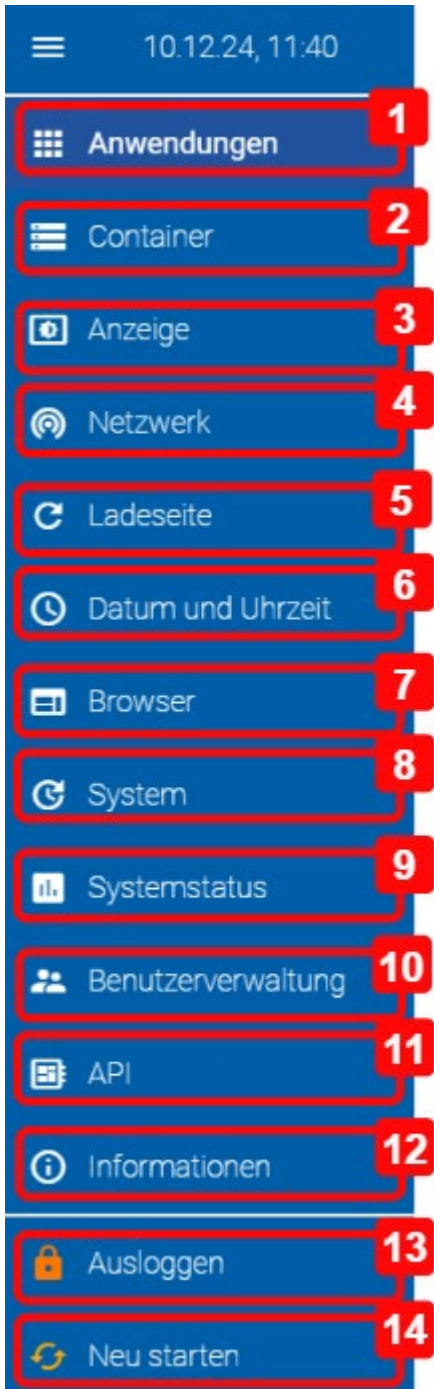 10.12.24, 11:40
1
Anwendungen
2
Container
3
Anzeige
4
Netzwerk
5
Ladeseite
6
Datum und Uhrzeit
7
Browser
8
System
9
Systemstatus
10
Benutzerverwaltung
11
API
12
Informationen
13
Ausloggen
14
Neu starten